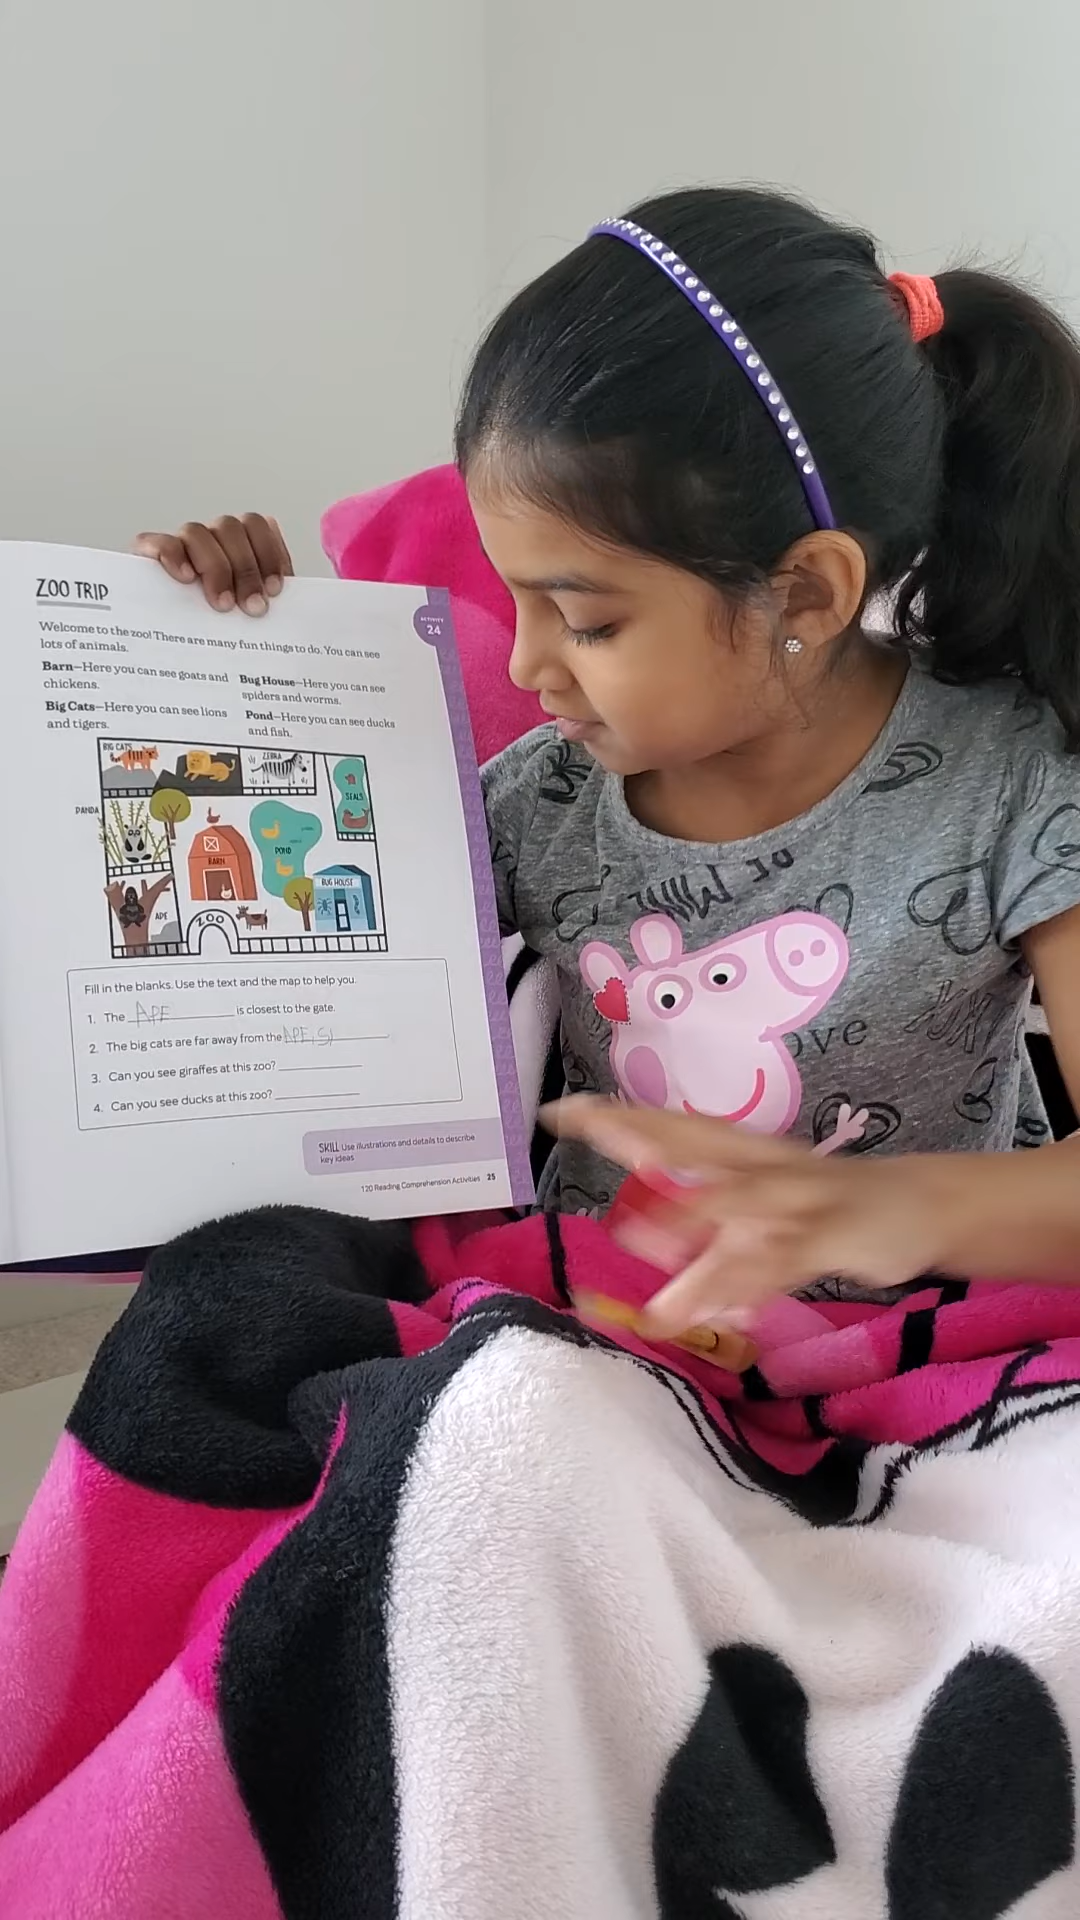 ZOO TRIP
ACTIVITY
24
Welcome to the zoo! There are many fun things to do. You can see
lots of animals.
Barn—Here you can see goats and
chickens.
Big Cats—Here you can see lions
and tigers.
Bug House—Here you can see
spiders and worms.
Pond—Here you can see ducks
and fish.
BIG CATS
ZEBRA
SEALS
PANDA
POND
BARN
BUG HOUSE
APE
ZOO
Fill in the blanks. Use the text and the map to help you.
1. The APE is closest to the gate.
2. The big cats are far away from the APE, S
3. Can you see giraffes at this zoo?
4. Can you see ducks at this zoo?
SKILL Use illustrations and details to describe
key ideas
120 Reading Comprehension Activities 25
ove